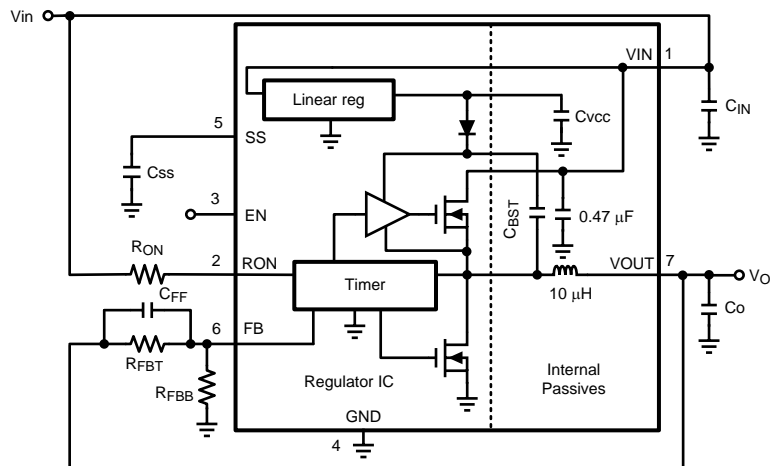 Vin
VIN 1
Linear reg
Cvcc
CIN
5
SS
Css
3
EN
CBST
0.47 µF
RON
2
RON
Timer
VOUT 7
VO
10 µH
Co
CFF
6
FB
RFBT
RFBB
Regulator IC
Internal
Passives
GND
4